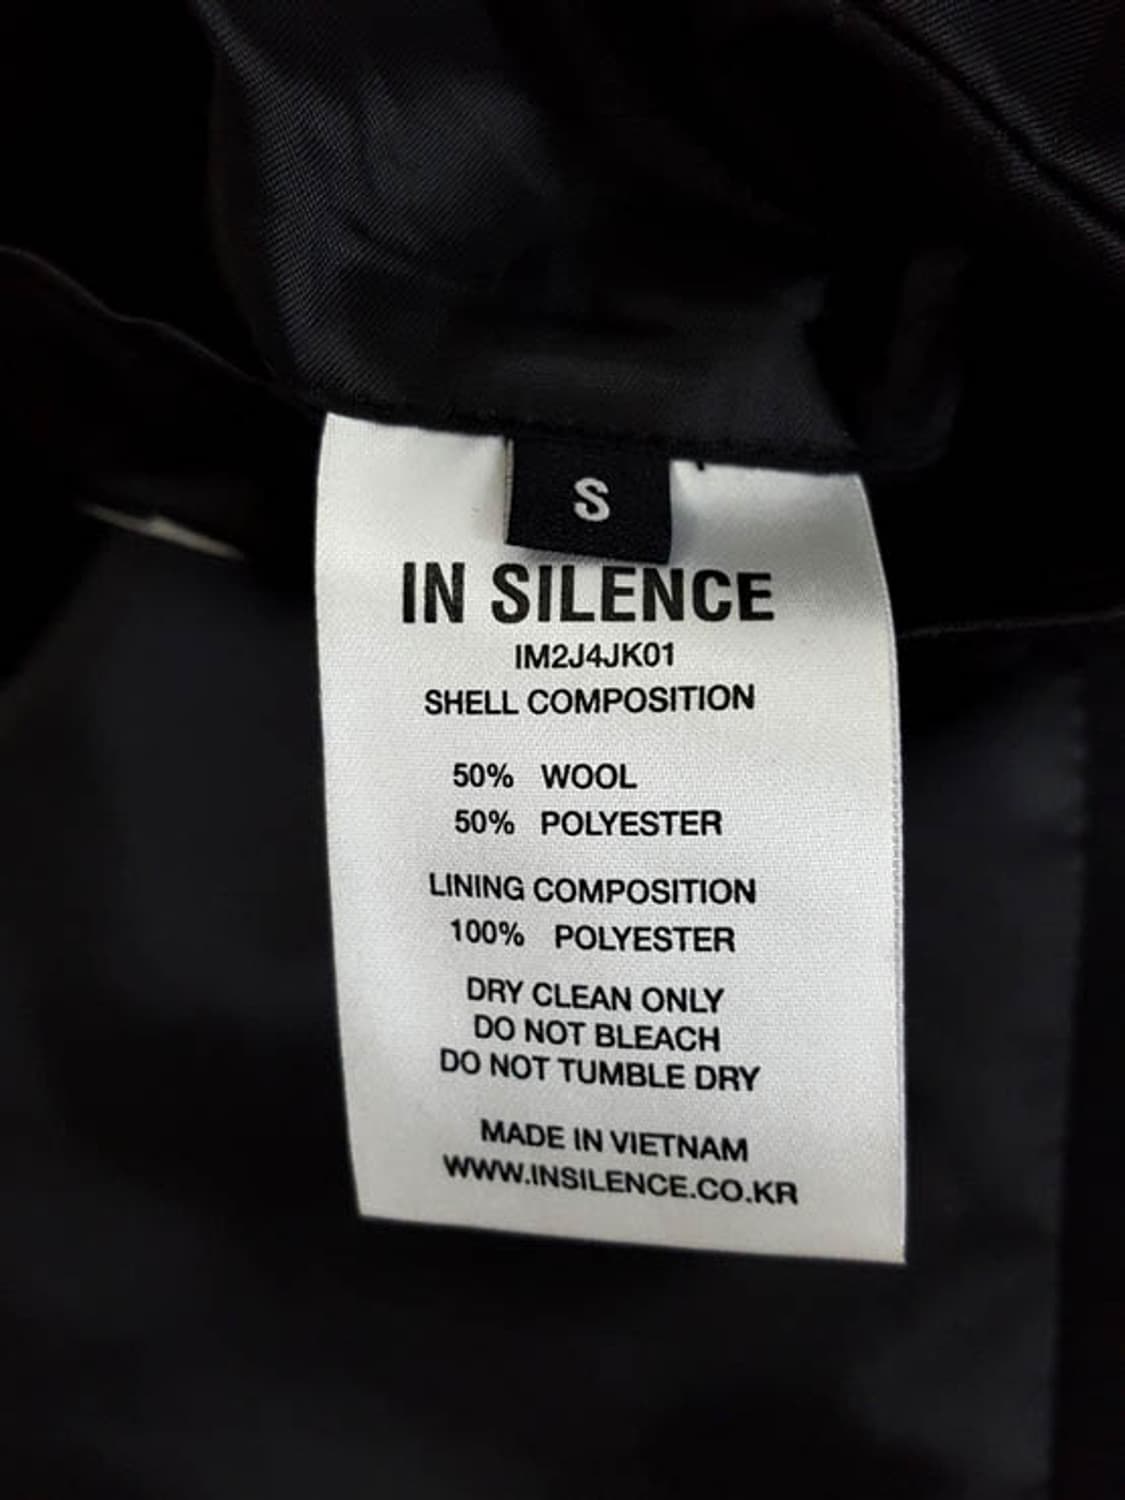 S
IN SILENCE
IM2J4JK01
SHELL COMPOSITION
50% WOOL
50% POLYESTER
LINING COMPOSITION
100% POLYESTER
DRY CLEAN ONLY
DO NOT BLEACH
DO NOT TUMBLE DRY
MADE IN VIETNAM
WWW.INSILENCE.CO.KR